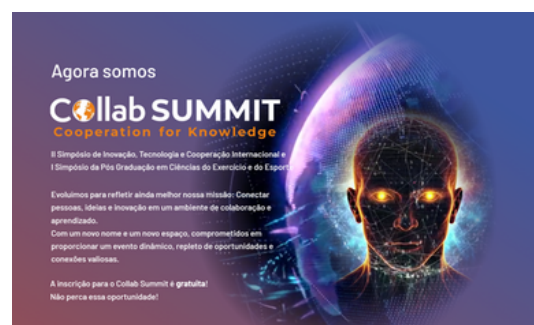 Agora somos
Collab SUMMIT
Cooperation for Knowledge
II Simpósio de Inovação, Tecnologia e Cooperação Internacional e
I Simpósio da Pós Graduação em Ciências do Exercício e do Esporte
Evoluímos para refletir ainda melhor nossa missão: Conectar
pessoas, ideias e inovação em um ambiente de colaboração e
aprendizado.
Com um novo nome e um novo espaço, comprometidos em
proporcionar um evento dinâmico, repleto de oportunidades e
conexões valiosas.
A inscrição para o Collab Summit é gratuita!
Não perca essa oportunidade!